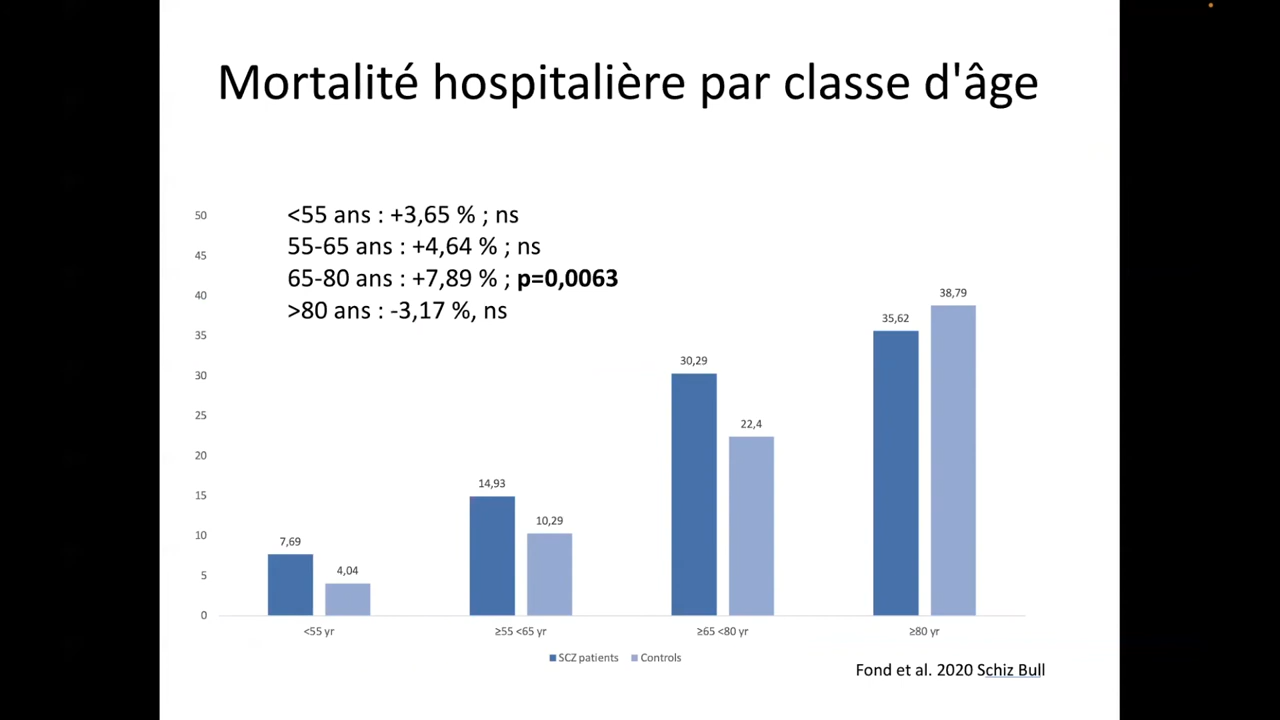 Mortalité hospitalière par classe d'âge
<55 ans : +3,65 % ; ns
55-65 ans : +4,64 % ; ns
65-80 ans : +7,89 % ; p=0,0063
>80 ans : -3,17 %, ns
50
45
40
35
30
25
20
15
10
5
0
7,69
4,04
14,93
10,29
30,29
22,4
35,62
38,79
<55 yr
≥55 <65 yr
≥65 <80 yr
≥80 yr
SCZ patients
Controls
Fond et al. 2020 Schiz Bull